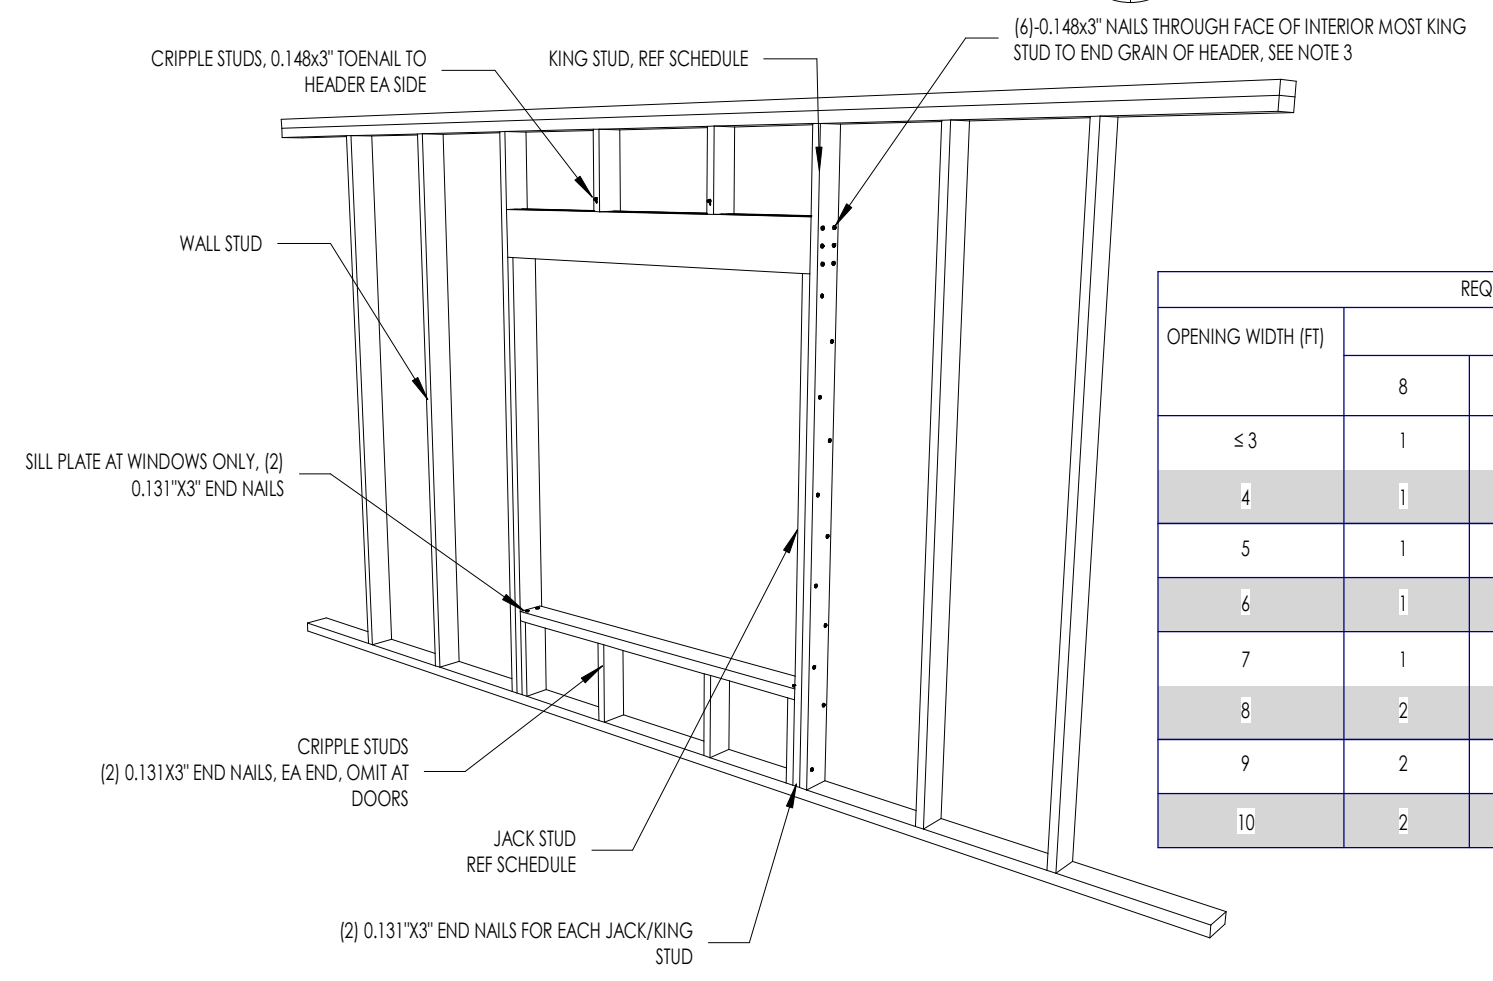 (6)-0.148x3" NAILS THROUGH FACE OF INTERIOR MOST KING
STUD TO END GRAIN OF HEADER, SEE NOTE 3
CRIPPLE STUDS, 0.148x3" TOENAIL TO
HEADER EA SIDE
KING STUD, REF SCHEDULE
WALL STUD
SILL PLATE AT WINDOWS ONLY, (2)
0.131"X3" END NAILS
CRIPPLE STUDS
(2) 0.131X3" END NAILS, EA END, OMIT AT
DOORS
JACK STUD
REF SCHEDULE
(2) 0.131"X3" END NAILS FOR EACH JACK/KING
STUD
REQ
OPENING WIDTH (FT)
8
≤ 3 1
4 1
5 1
6 1
7 1
8 2
9 2
10 2